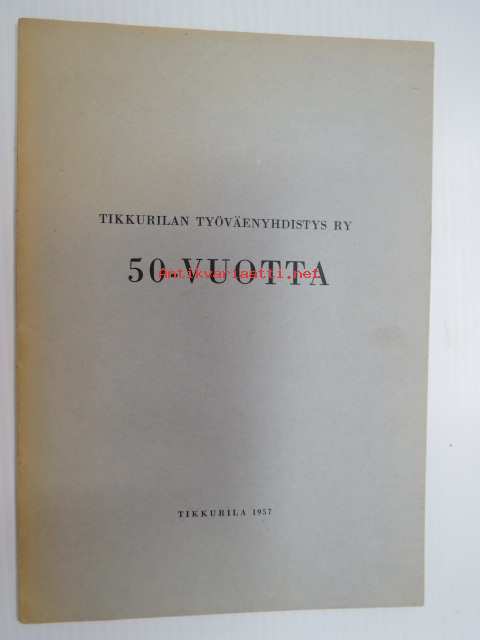 TIKKURILAN TYÖVÄENYHDISTYS RY
50 VUOTTA
antikvariaatti.net
TIKKURILA 1957